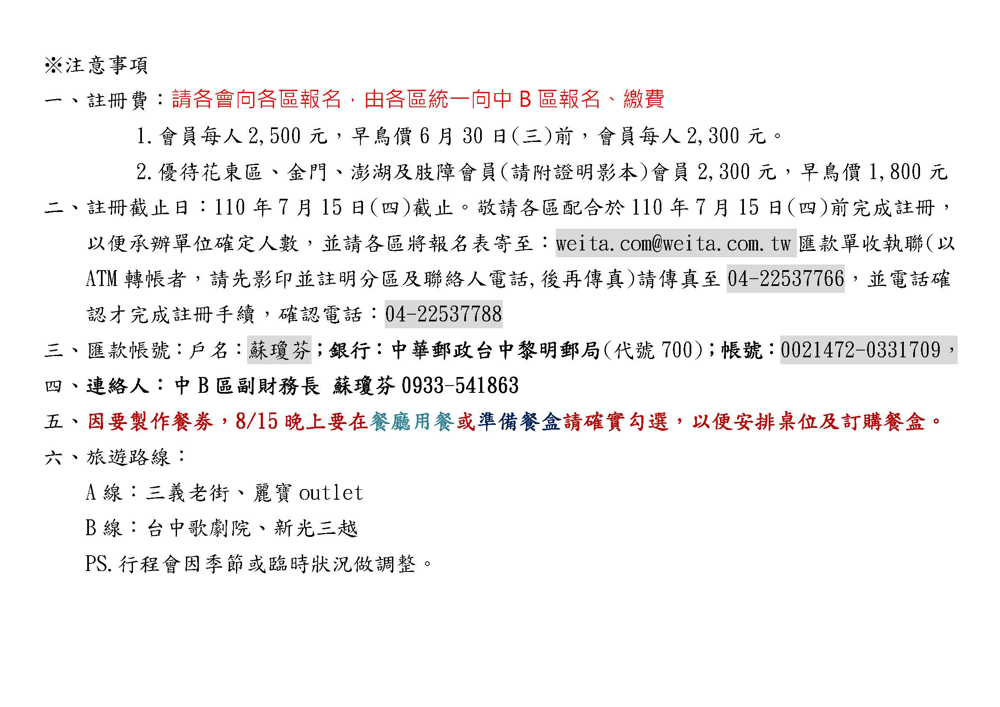 ※注意事項
一、註冊費：請各會向各區報名，由各區統一向中 B 區報名、繳費
1.會員每人2,500 元，早鳥價 6 月 30 日(三)前，會員每人2,300 元。
2.優待花東區、金門、澎湖及肢障會員(請附證明影本)會員 2,300 元，早鳥價 1,800 元
二、註冊截止日：110 年 7 月 15 日(四)截止。敬請各區配合於 110 年 7 月 15 日(四)前完成註冊，
以便承辦單位確定人數，並請各區將報名表寄至：weita.com@weita.com.tw 匯款單收執聯(以
ATM 轉帳者，請先影印並註明分區及聯絡人電話,後再傳真)請傳真至 04-22537766，並電話確
認才完成註冊手續，確認電話：04-22537788
三、匯款帳號：戶名：蘇瓊芬；銀行：中華郵政台中黎明郵局(代號 700)；帳號：0021472-0331709，
四、連絡人：中 B 區副財務長 蘇瓊芬 0933-541863
五、因要製作餐券，8/15 晚上要在餐廳用餐或準備餐盒請確實勾選，以便安排桌位及訂購餐盒。
六、旅遊路線：
A 線：三義老街、麗寶 outlet
B 線：台中歌劇院、新光三越
PS.行程會因季節或臨時狀況做調整。